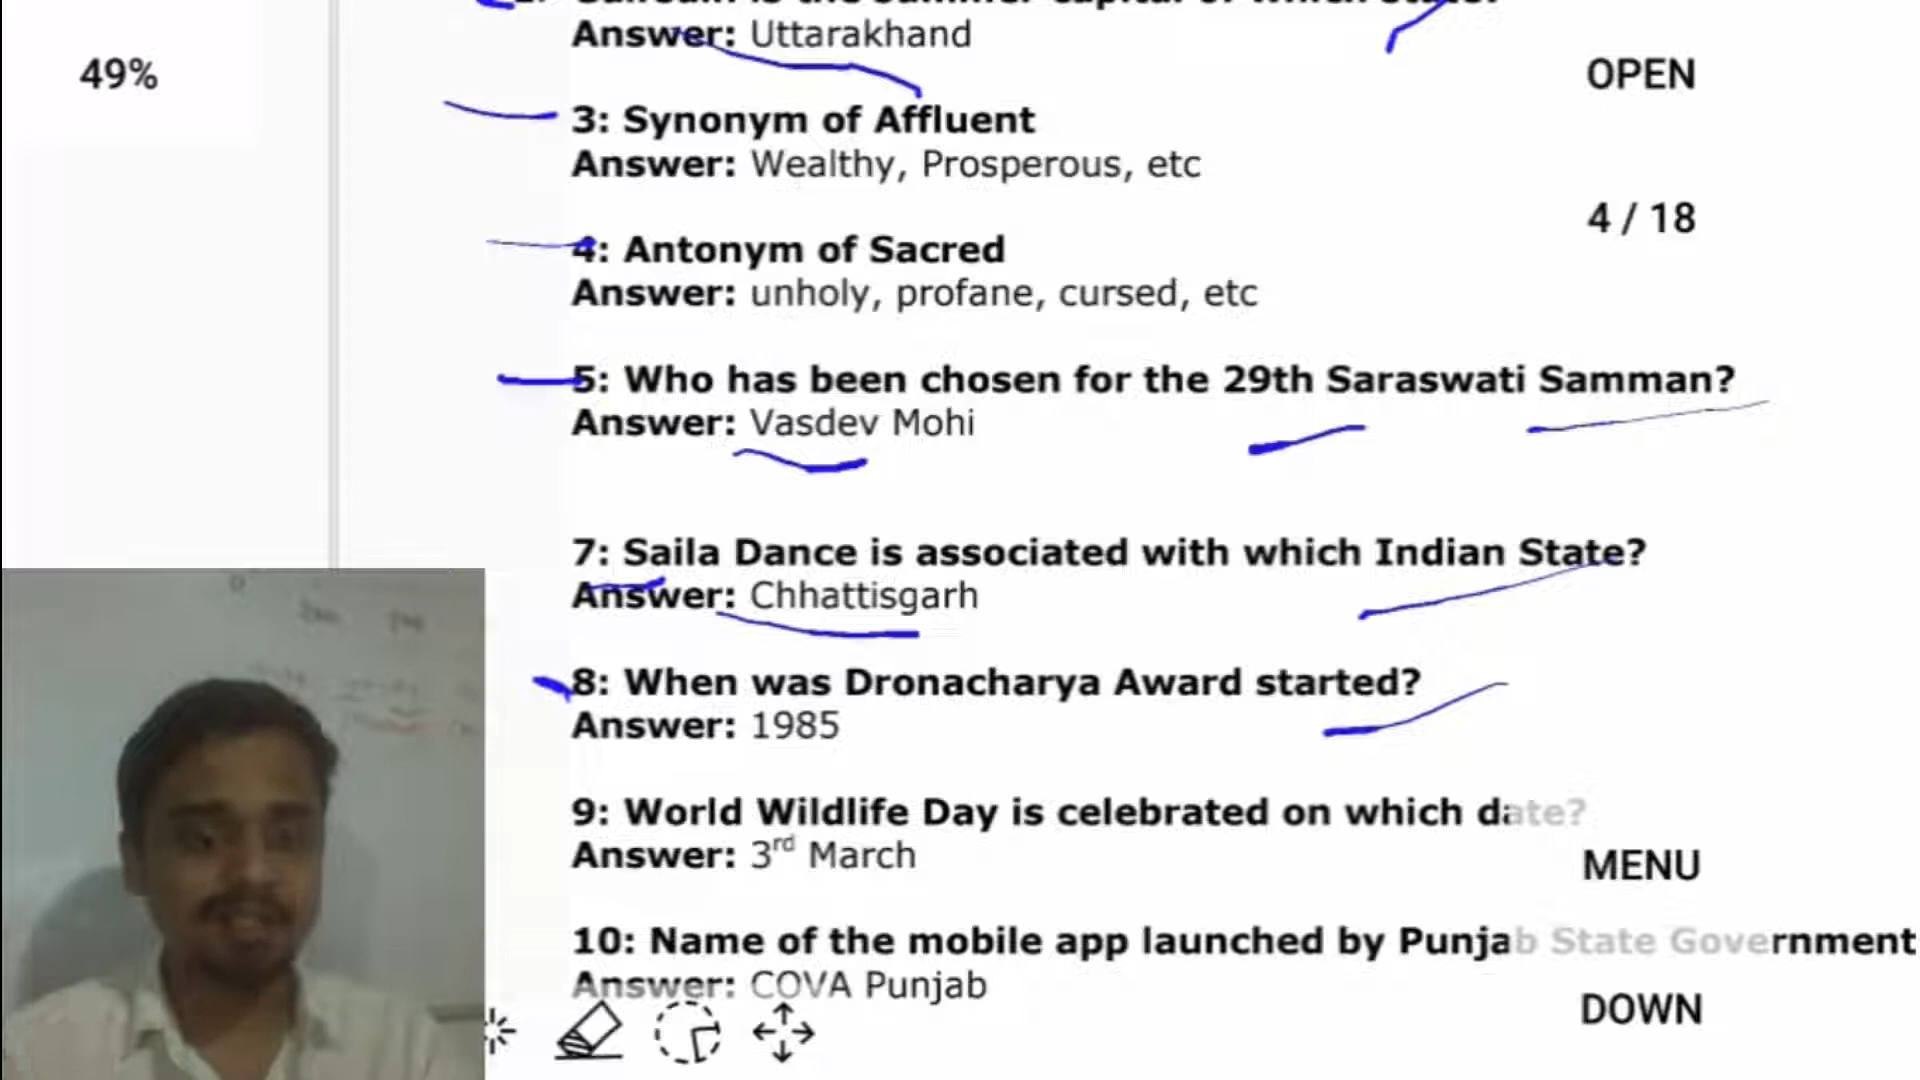 Answer: Uttarakhand
49%
OPEN
3: Synonym of Affluent
Answer: Wealthy, Prosperous, etc
4 / 18
4: Antonym of Sacred
Answer: unholy, profane, cursed, etc
5: Who has been chosen for the 29th Saraswati Samman?
Answer: Vasdev Mohi
7: Saila Dance is associated with which Indian State?
Answer: Chhattisgarh
8: When was Dronacharya Award started?
Answer: 1985
9: World Wildlife Day is celebrated on which date?
Answer: 3rd March
MENU
10: Name of the mobile app launched by Punjab State Government
Answer: COVA Punjab
DOWN